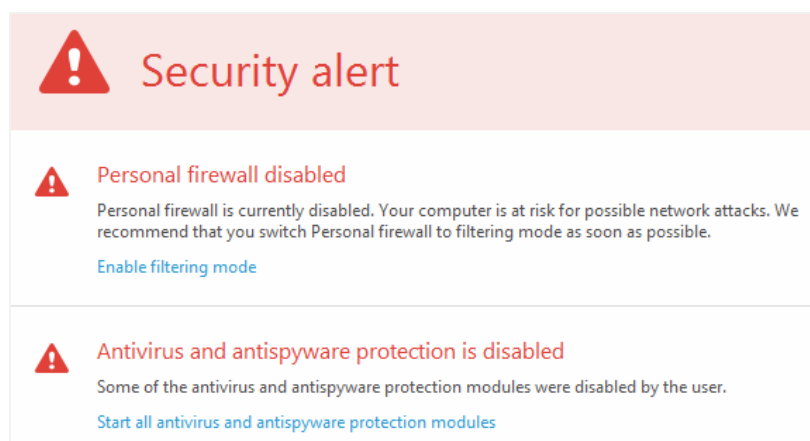 Security alert
Personal firewall disabled
Personal firewall is currently disabled. Your computer is at risk for possible network attacks. We
recommend that you switch Personal firewall to filtering mode as soon as possible.
Enable filtering mode
Antivirus and antispyware protection is disabled
Some of the antivirus and antispyware protection modules were disabled by the user.
Start all antivirus and antispyware protection modules